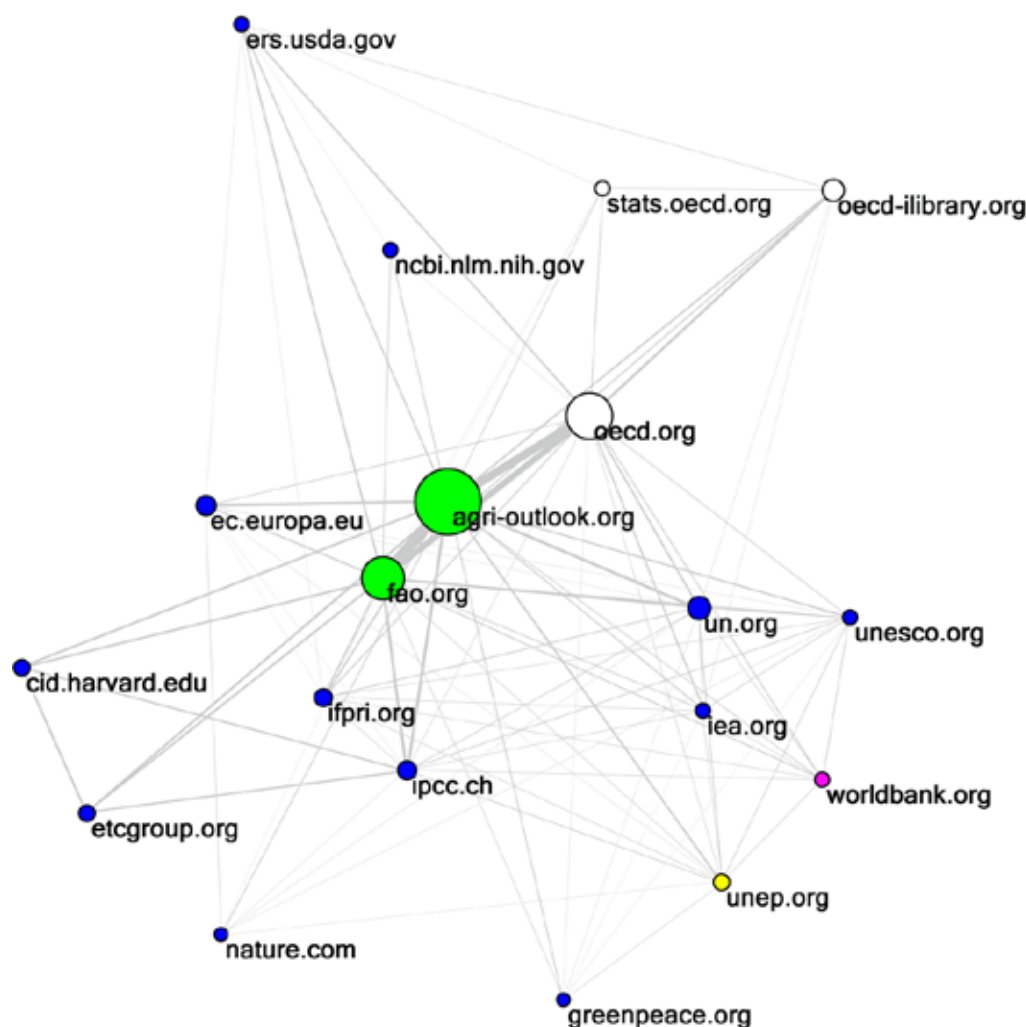 ers.usda.gov
stats.oecd.org
oecd-ilibrary.org
ncbi.nlm.nih.gov
oecd.org
agri-outlook.org
ec.europa.eu
fao.org
un.org
unesco.org
cid.harvard.edu
ifpri.org
iea.org
ipcc.ch
worldbank.org
etcgroup.org
unep.org
nature.com
greenpeace.org